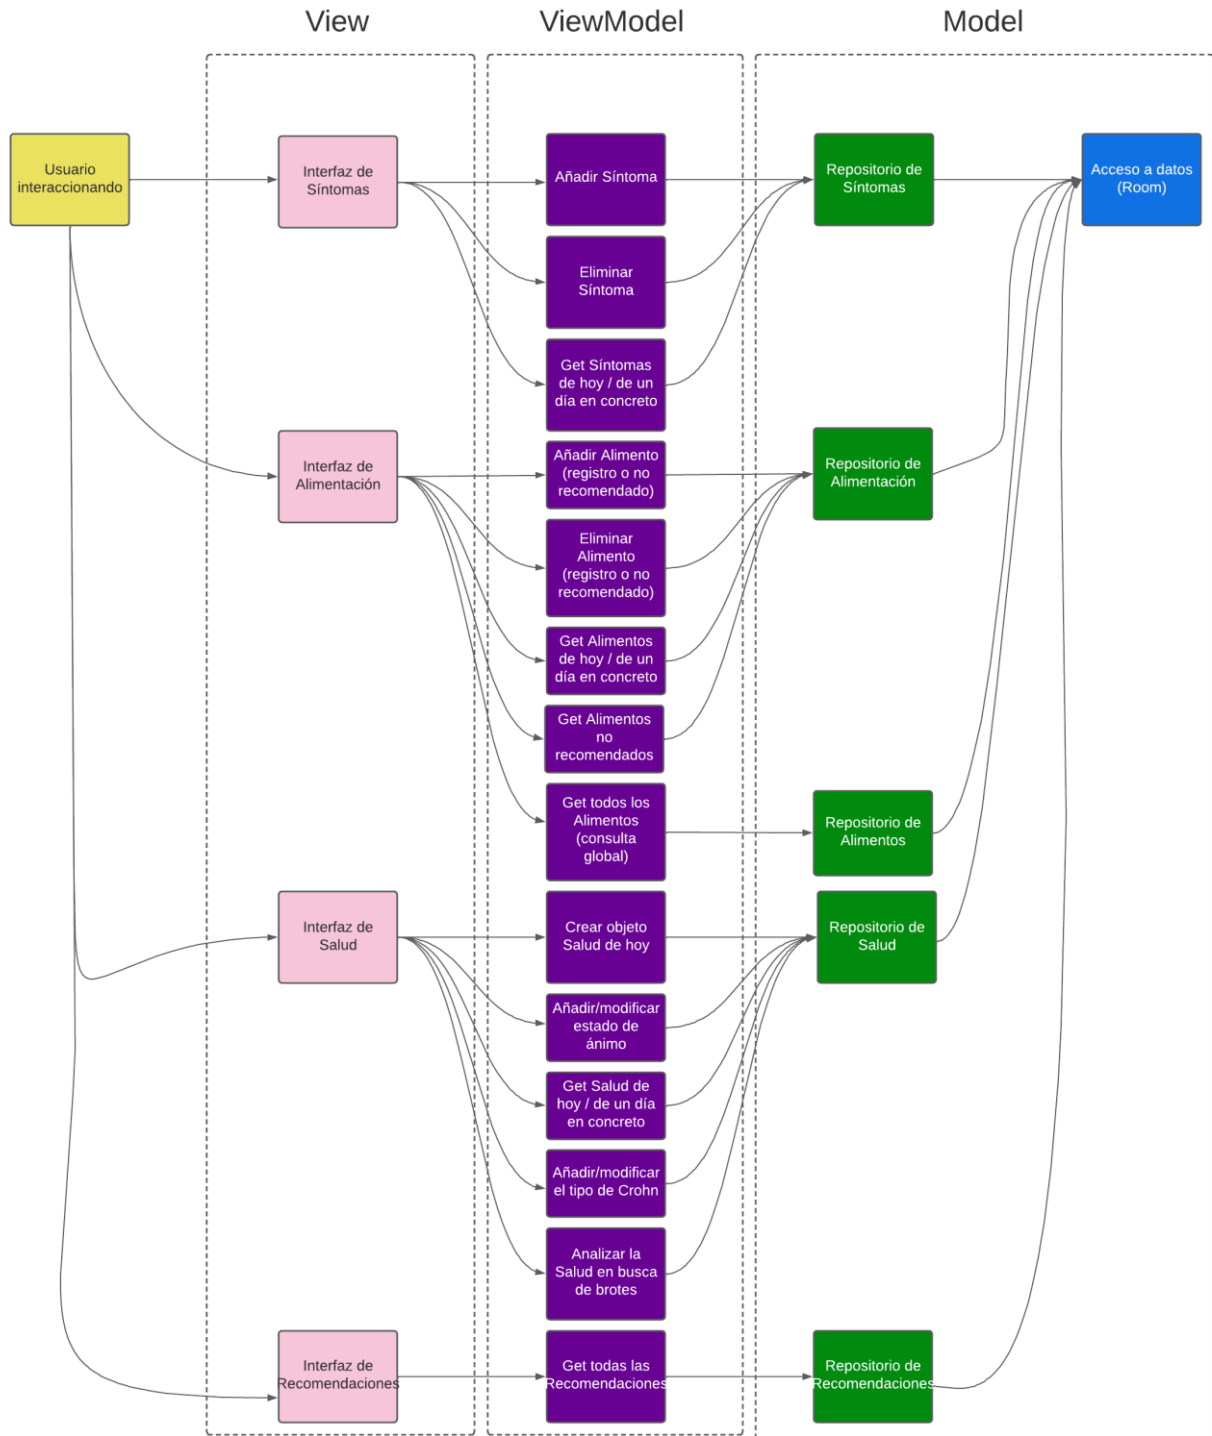 View
ViewModel
Model
Usuario
interaccionando
Interfaz de
Síntomas
Añadir Síntoma
Repositorio de
Síntomas
Acceso a datos
(Room)
Eliminar
Síntoma
Get Síntomas
de hoy / de un
día en concreto
Interfaz de
Alimentación
Añadir Alimento
(registro o no
recomendado)
Repositorio de
Alimentación
Eliminar
Alimento
(registro o no
recomendado)
Get Alimentos
de hoy / de un
día en concreto
Get Alimentos
no
recomendados
Get todos los
Alimentos
(consulta
global)
Repositorio de
Alimentos
Interfaz de
Salud
Crear objeto
Salud de hoy
Repositorio de
Salud
Añadir/modificar
estado de
ánimo
Get Salud de
hoy / de un día
en concreto
Añadir/modificar
el tipo de Crohn
Analizar la
Salud en busca
de brotes
Interfaz de
Recomendaciones
Get todas las
Recomendaciones
Repositorio de
Recomendaciones